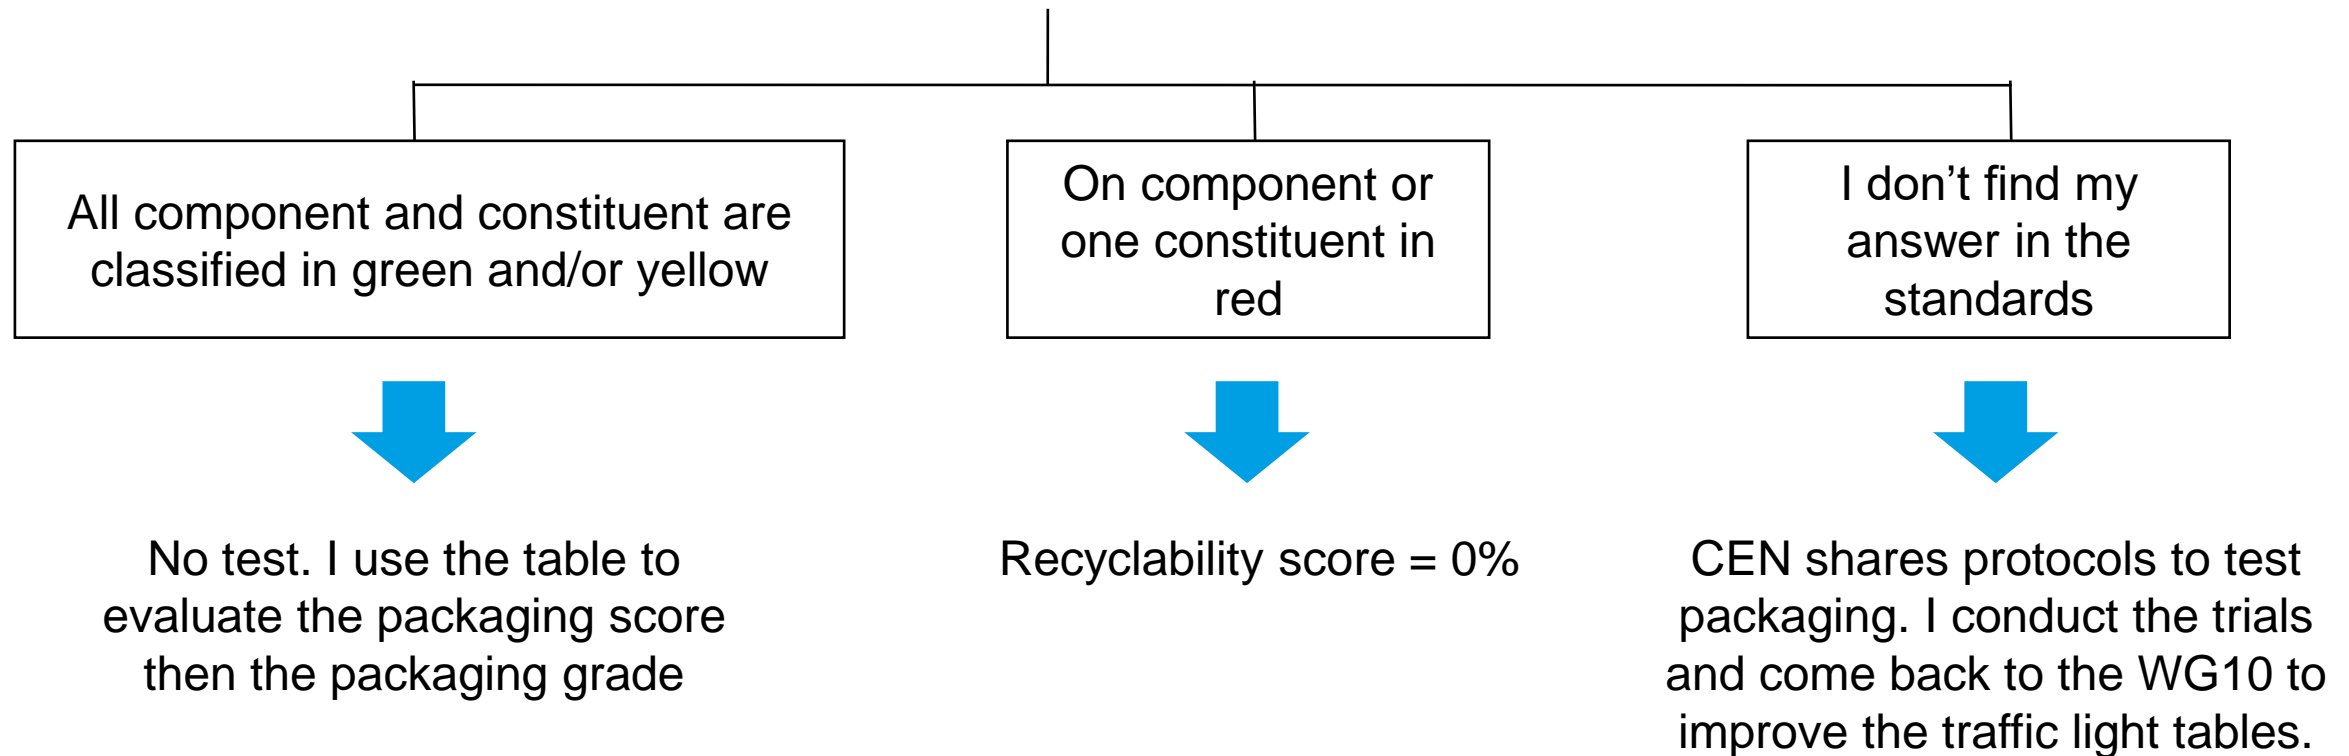 All component and constituent are
classified in green and/or yellow
On component or
one constituent in
red
I don’t find my
answer in the
standards
No test. I use the table to
evaluate the packaging score
then the packaging grade
Recyclability score = 0%
CEN shares protocols to test
packaging. I conduct the trials
and come back to the WG10 to
improve the traffic light tables.